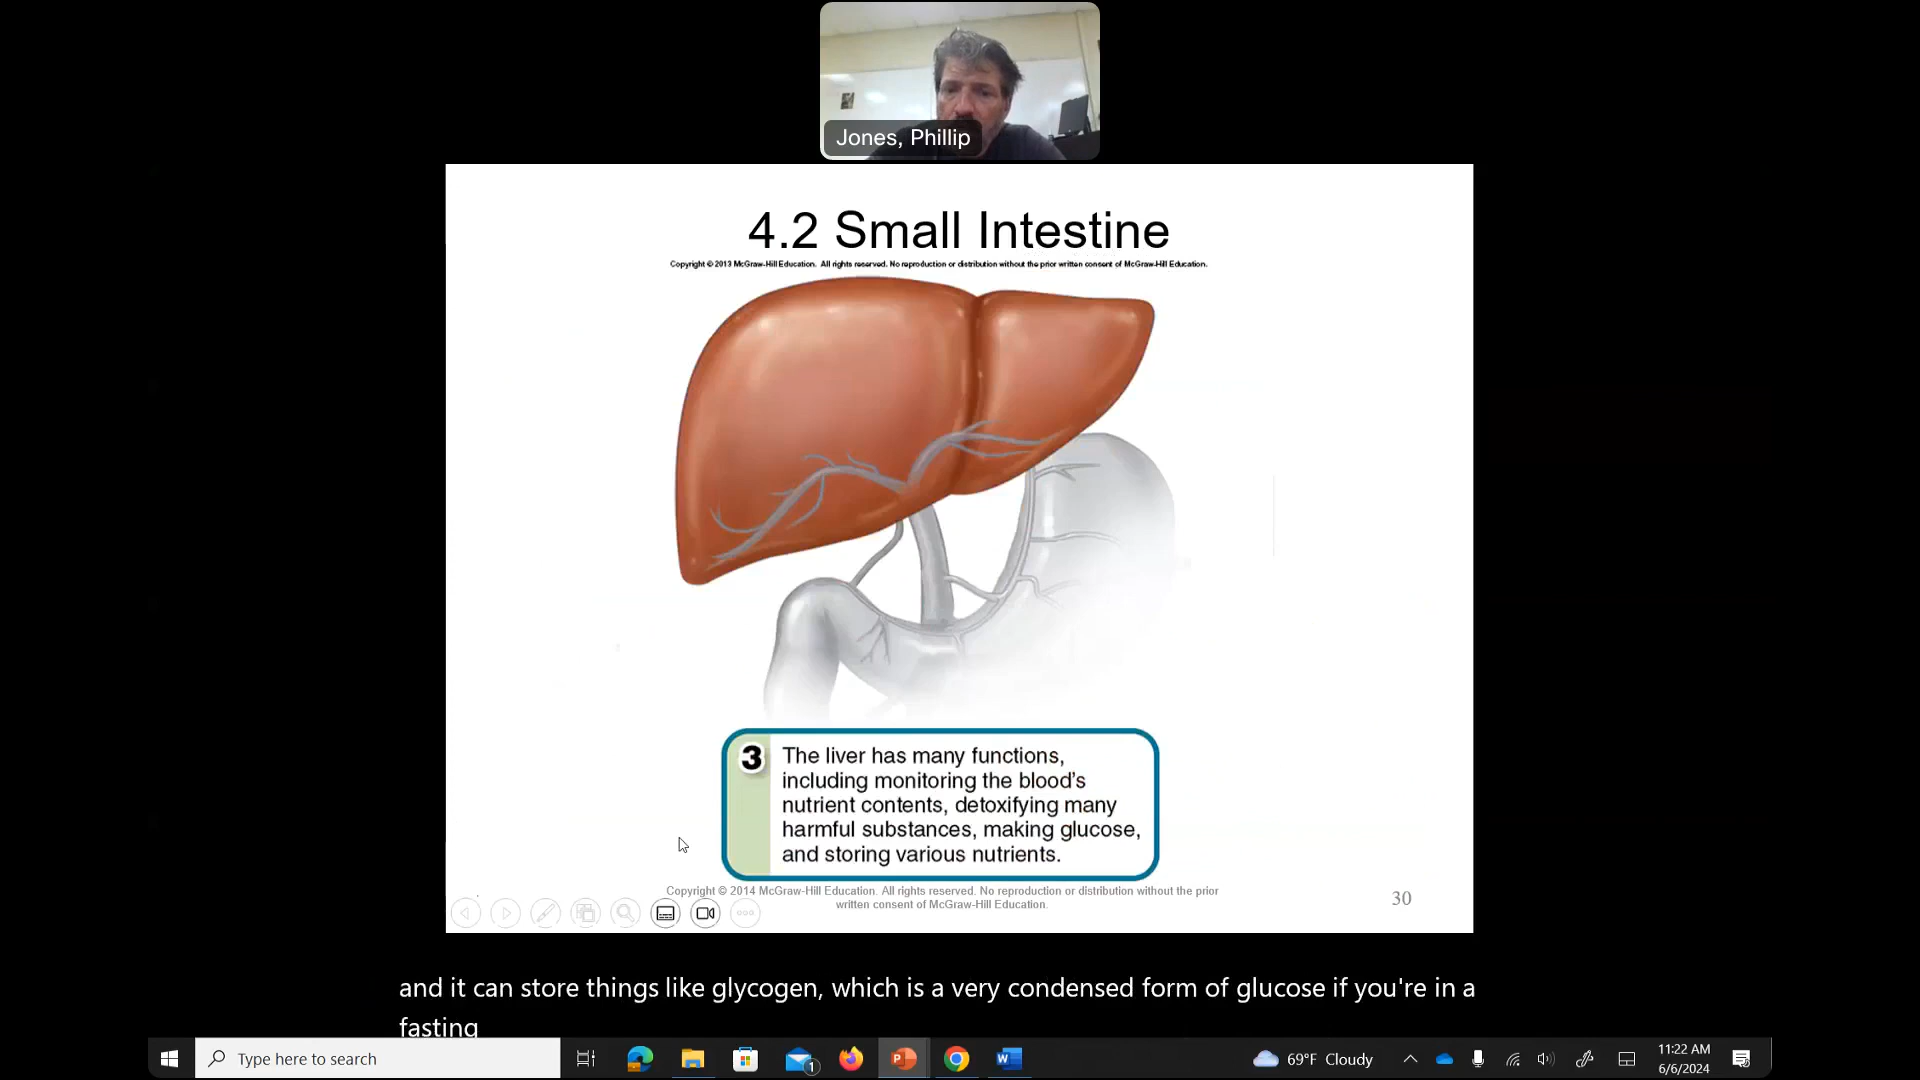 Jones, Phillip
4.2 Small Intestine
Copyright © 2013 McGraw-Hill Education. All rights reserved. No reproduction or distribution without the prior written consent of McGraw-Hill Education.
3
The liver has many functions,
including monitoring the blood's
nutrient contents, detoxifying many
harmful substances, making glucose,
and storing various nutrients.
Copyright © 2014 McGraw-Hill Education. All rights reserved. No reproduction or distribution without the prior
written consent of McGraw-Hill Education.
30
and it can store things like glycogen, which is a very condensed form of glucose if you're in a
fasting
Type here to search
1
P
W
69°F Cloudy
11:22 AM
6/6/2024